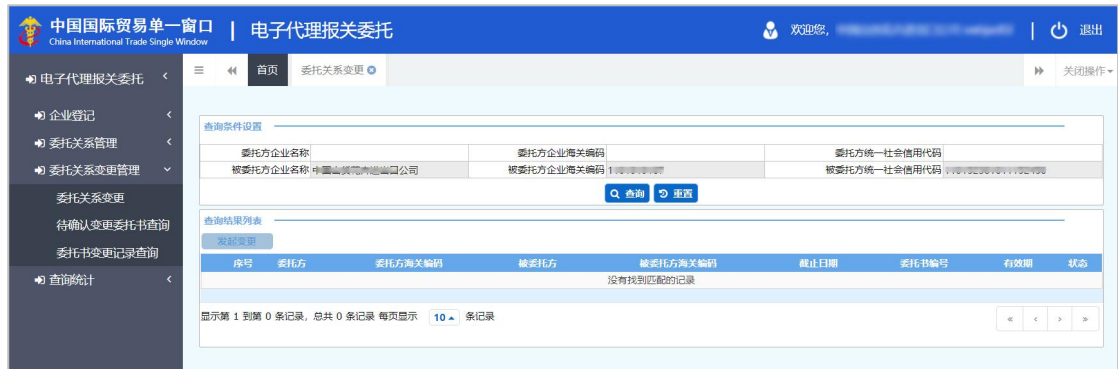 中国国际贸易单一窗口 | 电子代理报关委托 欢迎您, | 退出
China International Trade Single Window
电子代理报关委托 首页 委托关系变更 关闭操作
企业登记
委托关系管理
委托关系变更管理
委托关系变更
待确认变更委托书查询
委托书变更记录查询
查询统计
查询条件设置
委托方企业名称 委托方企业海关编码 委托方统一社会信用代码
被委托方企业名称 中国 进出口公司 被委托方企业海关编码 被委托方统一社会信用代码
查询 重置
查询结果列表
发起变更
序号 委托方 委托方海关编码 被委托方 被委托方海关编码 截止日期 委托书编号 有效期 状态
没有找到匹配的记录
显示第 1 到第 0 条记录, 总共 0 条记录 每页显示 10 条记录 « ‹ › »